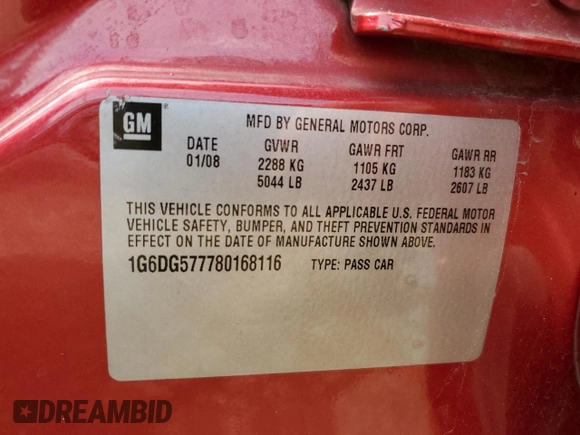 GM
MFD BY GENERAL MOTORS CORP.
DATE GVWR GAWR FRT GAWR RR
01/08 2288 KG 1105 KG 1183 KG
5044 LB 2437 LB 2607 LB
THIS VEHICLE CONFORMS TO ALL APPLICABLE U.S. FEDERAL MOTOR
VEHICLE SAFETY, BUMPER, AND THEFT PREVENTION STANDARDS IN
EFFECT ON THE DATE OF MANUFACTURE SHOWN ABOVE.
1G6DG577780168116 TYPE: PASS CAR
DREAMBID